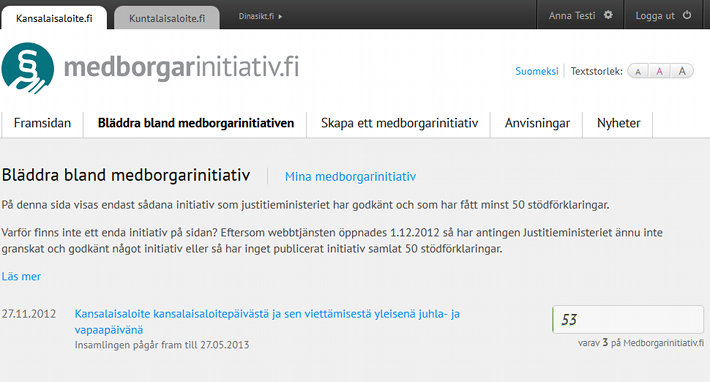 Kansalaisaloite.fi Kuntalaisaloite.fi Dinasikt.fi Anna Testi Logga ut
medborgarinitiativ.fi
Suomeksi Textstorlek: A A A
Framsidan Bläddra bland medborgarinitiativen Skapa ett medborgarinitiativ Anvisningar Nyheter
Bläddra bland medborgarinitiativ Mina medborgarinitiativ
På denna sida visas endast sådana initiativ som justitieministeriet har godkänt och som har fått minst 50 stödförklaringar.
Varför finns inte ett enda initiativ på sidan? Eftersom webbtjänsten öppnades 1.12.2012 så har antingen Justitieministeriet ännu inte
granskat och godkänt något initiativ eller så har inget publicerat initiativ samlat 50 stödförklaringar.
Läs mer
27.11.2012 Kansalaisaloite kansalaisaloitepäivästä ja sen viettämisestä yleisenä juhla- ja
vapaapäivänä
Insamlingen pågår fram till 27.05.2013
53
varav 3 på Medborgarinitiativ.fi